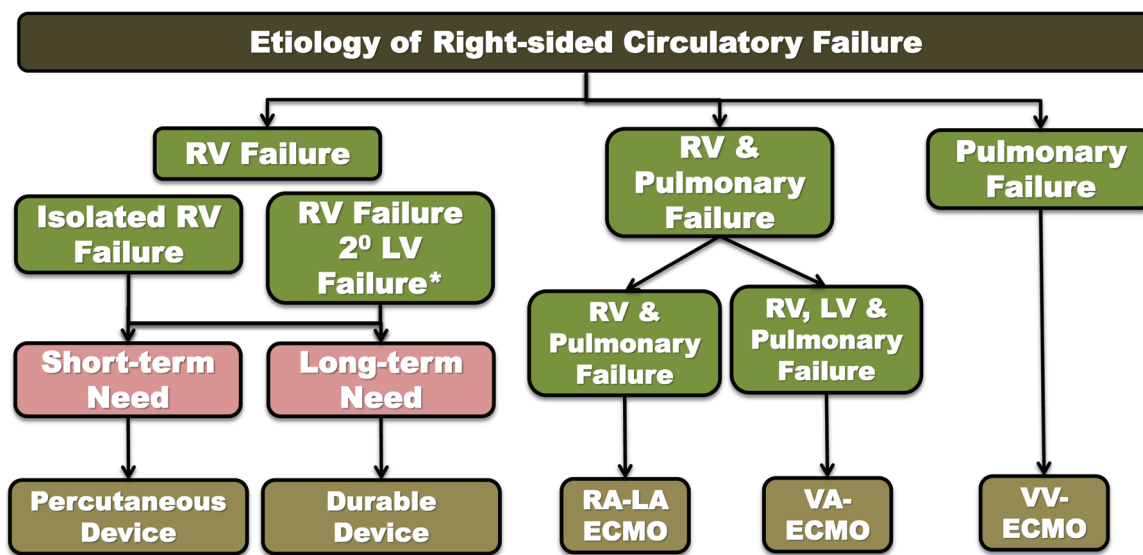 Etiology of Right-sided Circulatory Failure
RV Failure
RV &
Pulmonary
Failure
Pulmonary
Failure
Isolated RV
Failure
RV Failure
2⁰ LV
Failure*
RV &
Pulmonary
Failure
RV, LV &
Pulmonary
Failure
Short-term
Need
Long-term
Need
Percutaneous
Device
Durable
Device
RA-LA
ECMO
VA-
ECMO
VV-
ECMO